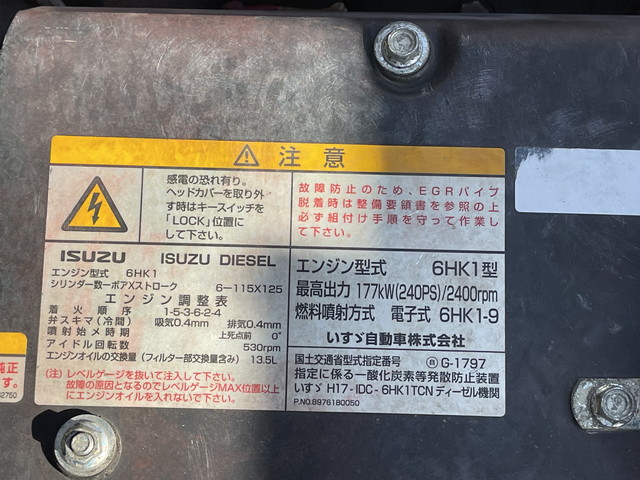 注意
感電の恐れ有り。
ヘッドカバーを取り外
す時はキースイッチを
「LOCK」位置に
して下さい。
故障防止のため、EGRパイプ
脱着時は整備要領書を参照の上
必ず組付け手順を守って作業し
て下さい。
ISUZU ISUZU DIESEL
エンジン型式 6HK1
シリンダ数ーボアXストローク 6-115X125
エンジン調整表
着火順序 1-5-3-6-2-4
弁スキマ(冷間) 吸気0.4mm 排気0.4mm
噴射始メ時期 上死点前 0°
アイドル回転数 530rpm
エンジンオイルの交換量(フィルター部交換量含み) 13.5L
(注)レベルゲージを抜いて注入して下さい。
故障の原因となるのでレベルゲージMAX位置以上
にエンジンオイルを入れないで下さい。
エンジン型式 6HK1型
最高出力 177kW(240PS)/2400rpm
燃料噴射方式 電子式 6HK1-9
いすゞ自動車株式会社
国土交通省型式指定番号 G-1797
指定に係る一酸化炭素等発散防止装置
いすゞ H17-IDC-6HK1TCN ディーゼル機関
P.NO.8976180050
純正
す。
62750